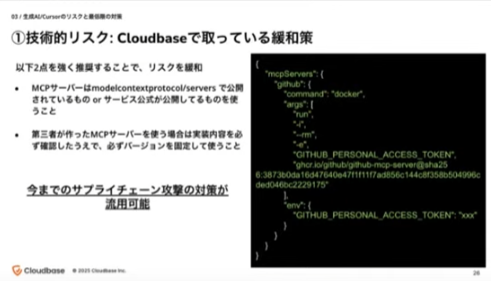 03 / 生成AI/Cursorのリスクと最低限の対策
①技術的リスク: Cloudbaseで取っている緩和策
以下2点を強く推奨することで、リスクを緩和
• MCPサーバーはmodelcontextprotocol/servers で公開
されているもの or サービス公式が公開してるものを使
うこと
• 第三者が作ったMCPサーバーを使う場合は実装内容を必
ず確認したうえで、必ずバージョンを固定して使うこと
今までのサプライチェーン攻撃の対策が
流用可能
{
"mcpServers": {
"github": {
"command": "docker",
"args": [
"run",
"-i",
"--rm",
"-e",
"GITHUB_PERSONAL_ACCESS_TOKEN",
"ghcr.io/github/github-mcp-server@sha25
6:3873b0da16d47640e47f1f11f7ad856c144c8f358b504996c
ded046bc2229175"
],
"env": {
"GITHUB_PERSONAL_ACCESS_TOKEN": "xxx"
}
}
}
}
Cloudbase © 2025 Cloudbase Inc.